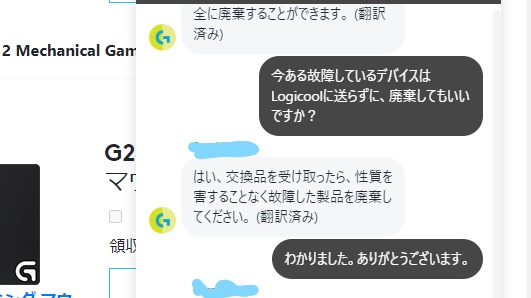 全に廃棄することができます。(翻訳
済み)
2 Mechanical Gam
今ある故障しているデバイスは
Logicoolに送らずに、廃棄してもいい
ですか？
G2
マウ
はい、交換品を受け取ったら、性質を
害することなく故障した製品を廃棄し
てください。(翻訳済み)
領収
わかりました。ありがとうございます。